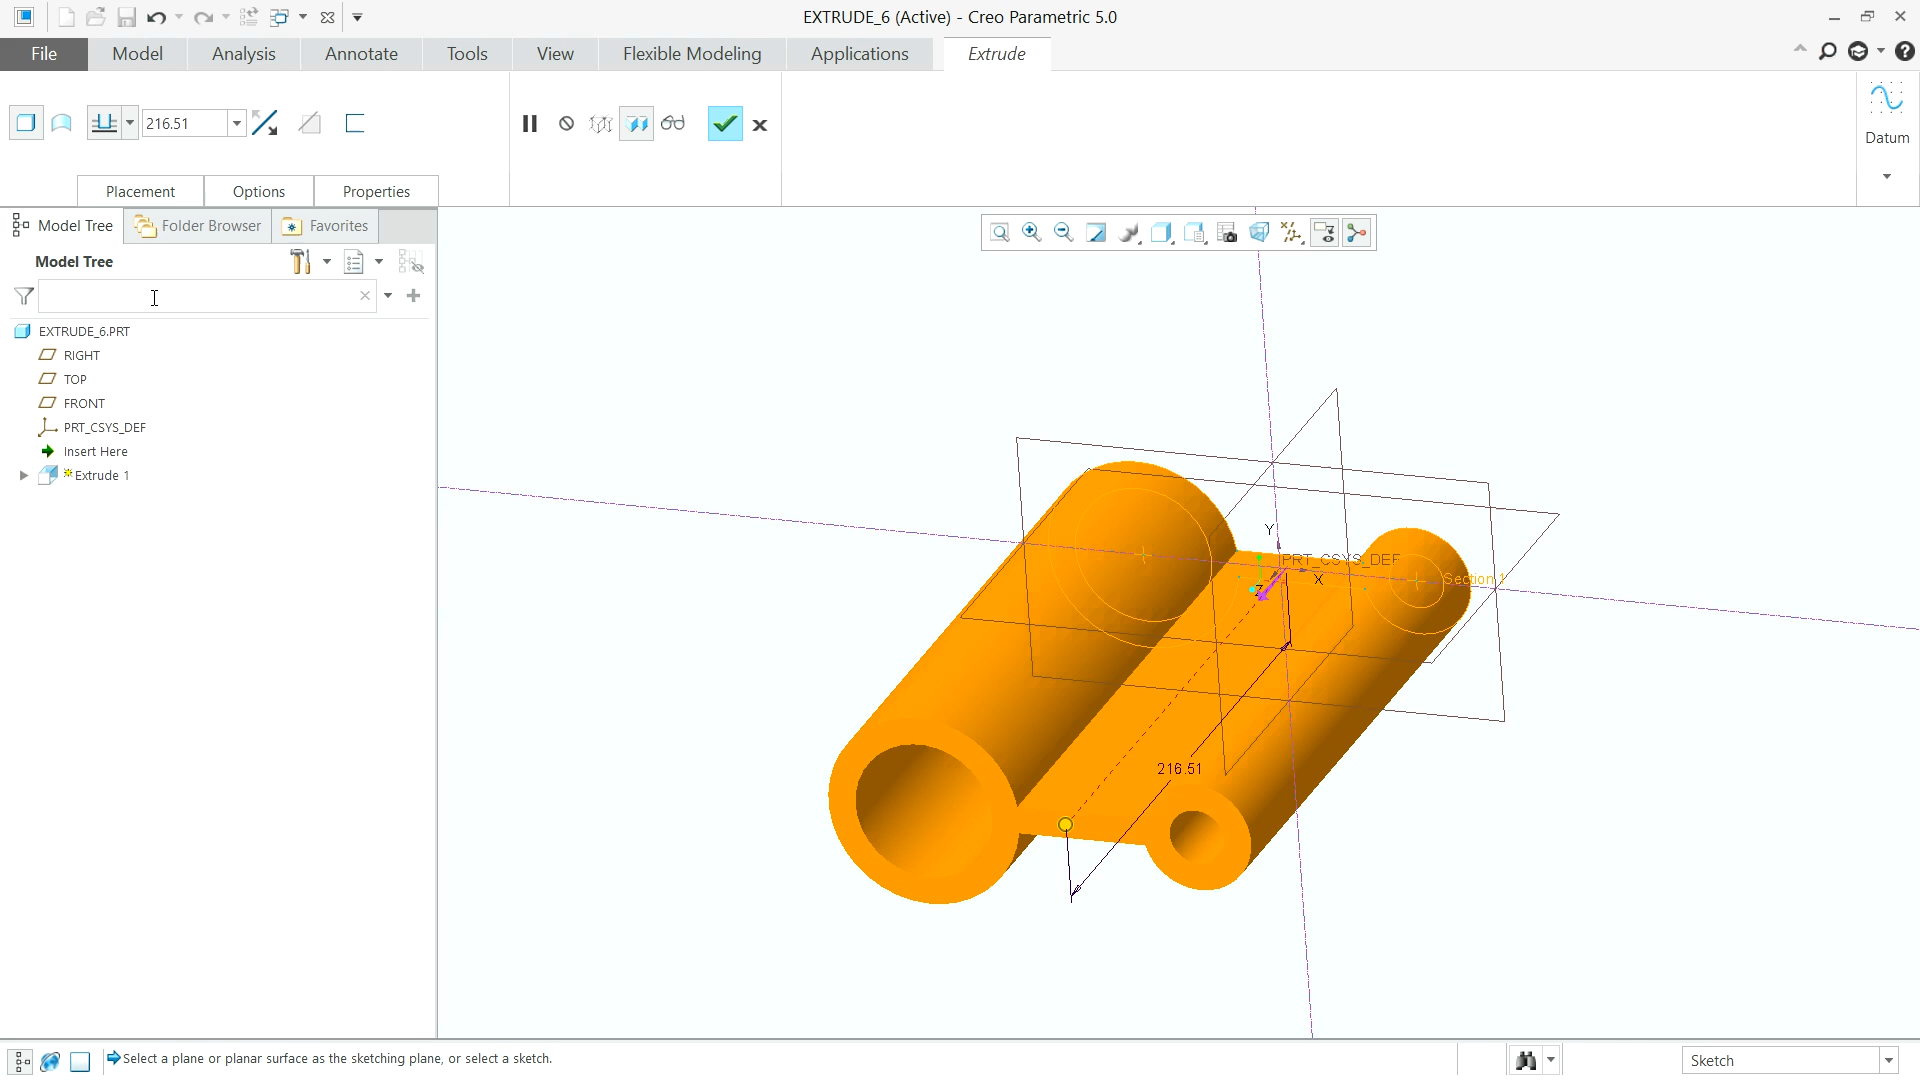 EXTRUDE_6 (Active) - Creo Parametric 5.0
File Model Analysis Annotate Tools View Flexible Modeling Applications Extrude
216.51
Datum
Placement Options Properties
Model Tree Folder Browser Favorites
Model Tree
EXTRUDE_6.PRT
RIGHT
TOP
FRONT
PRT_CSYS_DEF
Insert Here
Extrude 1
Y
PRT_CSYS_DEF
X
Section 1
Z
216.51
Select a plane or planar surface as the sketching plane, or select a sketch.
Sketch